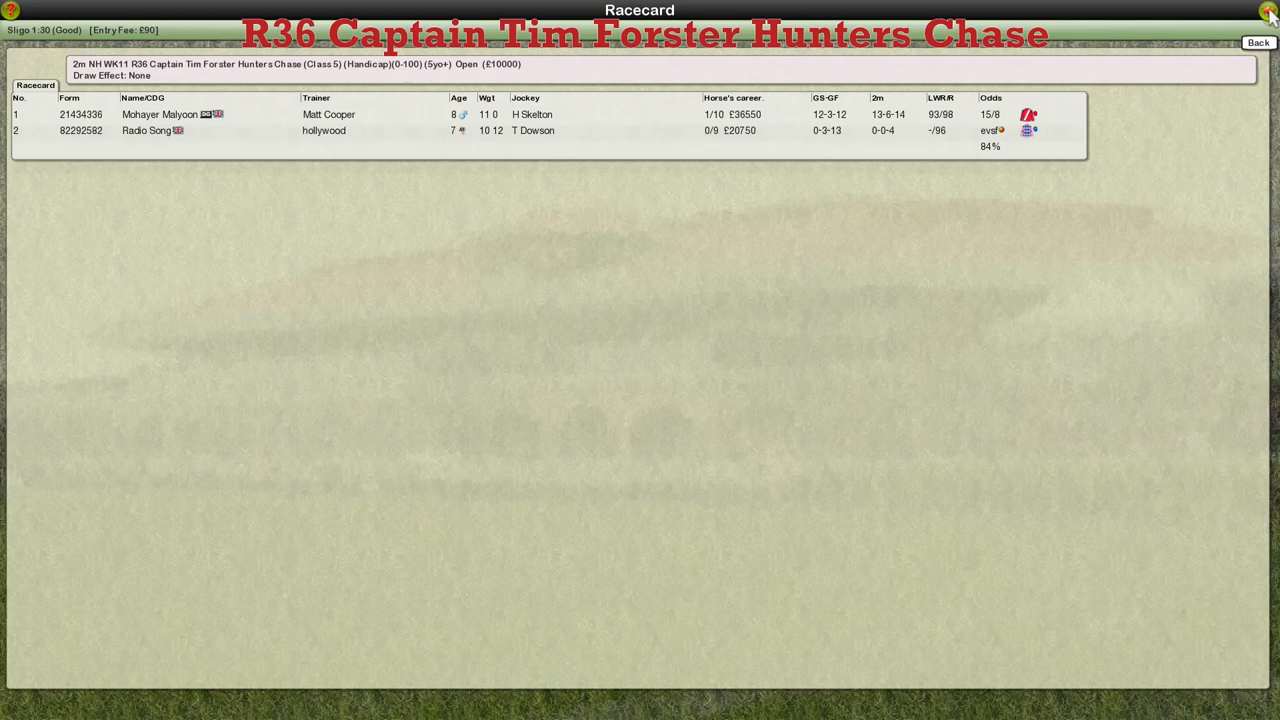 Racecard
Sligo 1:30 (Good) [Entry Fee: £90]
R36 Captain Tim Forster Hunters Chase
Back
2m NH WK11 R36 Captain Tim Forster Hunters Chase (Class 5) (Handicap)(0-100) (5yo+) Open (£10000)
Draw Effect: None
Racecard
No. Form Name/CDG Trainer Age Wgt Jockey Horse's career. GS-GF 2m LWR/R Odds
1 21434336 Mohayer Malyoon Matt Cooper 8 11 0 H Skelton 1/10 £36550 12-3-12 13-6-14 93/98 15/8
2 82292582 Radio Song hollywood 7 10 12 T Dowson 0/9 £20750 0-3-13 0-0-4 -/96 evsf
84%